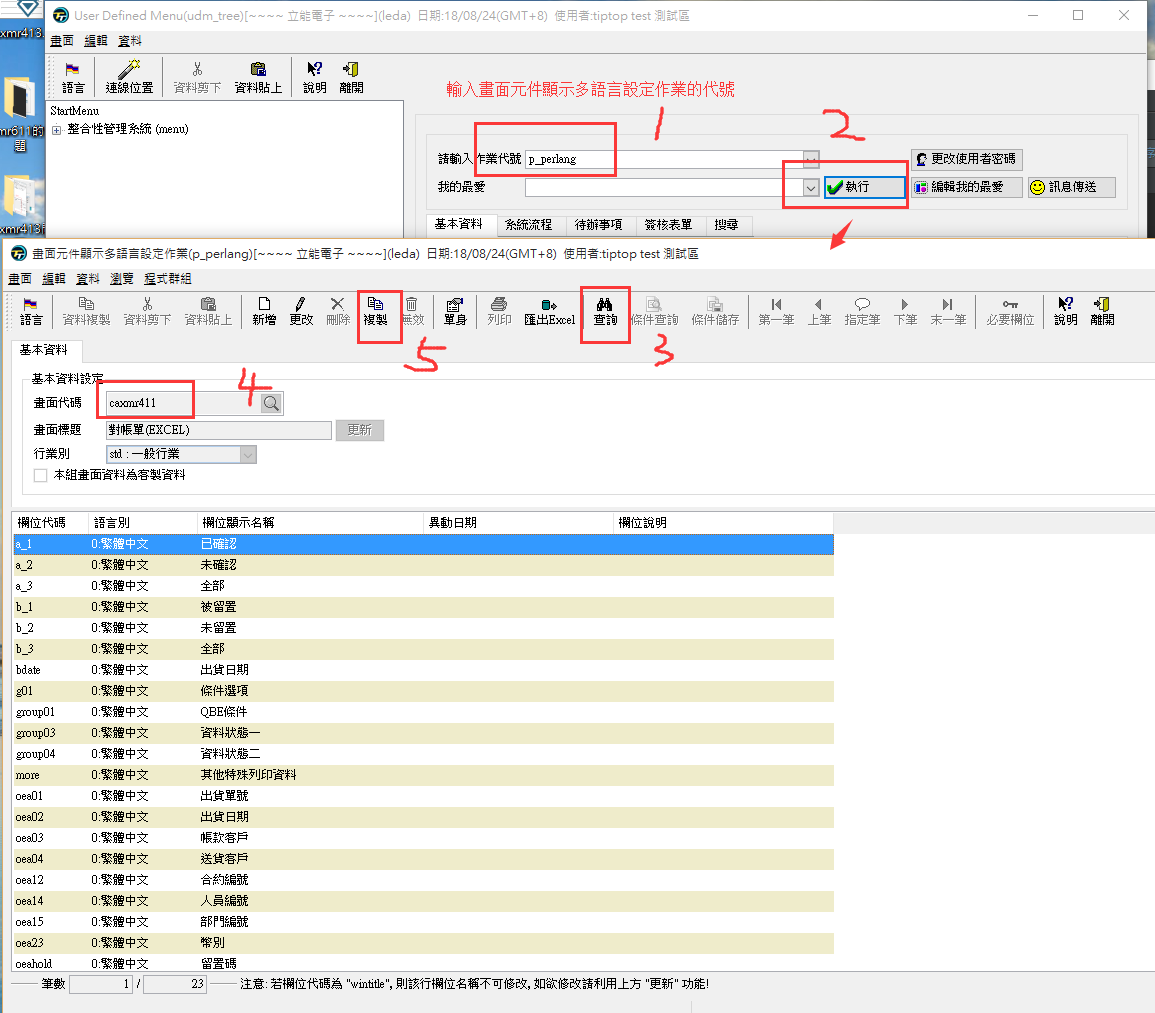 xmr413.
User Defined Menu(udm_tree)[~~~~ 立能電子 ~~~~](leda) 日期:18/08/24(GMT+8) 使用者:tiptop test 測試區
畫面 編輯 資料
語言 連線位置 資料剪下 資料貼上 說明 離開
StartMenu
整合性管理系統 (menu)
mr611的
題
xmr413
輸入畫面元件顯示多語言設定作業的代號
1
2
請輸入作業代號 p_perlang
更改使用者密碼
我的最愛
執行
編輯我的最愛
訊息傳送
基本資料 系統流程 待辦事項 簽核表單 搜尋
畫面元件顯示多語言設定作業(p_perlang)[~~~~ 立能電子 ~~~~](leda) 日期:18/08/24(GMT+8) 使用者:tiptop test 測試區
畫面 編輯 資料 瀏覽 程式群組
語言 資料複製 資料剪下 資料貼上 新增 更改 刪除 複製 無效 單身 列印 匯出Excel 查詢 條件查詢 條件儲存 第一筆 上筆 指定筆 下筆 末一筆 必要欄位 說明 離開
5
3
基本資料
基本資料設定
4
畫面代碼 caxmr411
畫面標題 對帳單(EXCEL) 更新
行業別 std : 一般行業
本組畫面資料為客製資料
欄位代碼 語言別 欄位顯示名稱 異動日期 欄位說明
a_1 0:繁體中文 已確認
a_2 0:繁體中文 未確認
a_3 0:繁體中文 全部
b_1 0:繁體中文 被留置
b_2 0:繁體中文 未留置
b_3 0:繁體中文 全部
bdate 0:繁體中文 出貨日期
g01 0:繁體中文 條件選項
group01 0:繁體中文 QBE條件
group03 0:繁體中文 資料狀態一
group04 0:繁體中文 資料狀態二
more 0:繁體中文 其他特殊列印資料
oea01 0:繁體中文 出貨單號
oea02 0:繁體中文 出貨日期
oea03 0:繁體中文 帳款客戶
oea04 0:繁體中文 送貨客戶
oea12 0:繁體中文 合約編號
oea14 0:繁體中文 人員編號
oea15 0:繁體中文 部門編號
oea23 0:繁體中文 幣別
oeahold 0:繁體中文 留置碼
筆數 1 / 23 注意: 若欄位代碼為 "wintitle", 則該行欄位名稱不可修改, 如欲修改請利用上方 "更新" 功能!